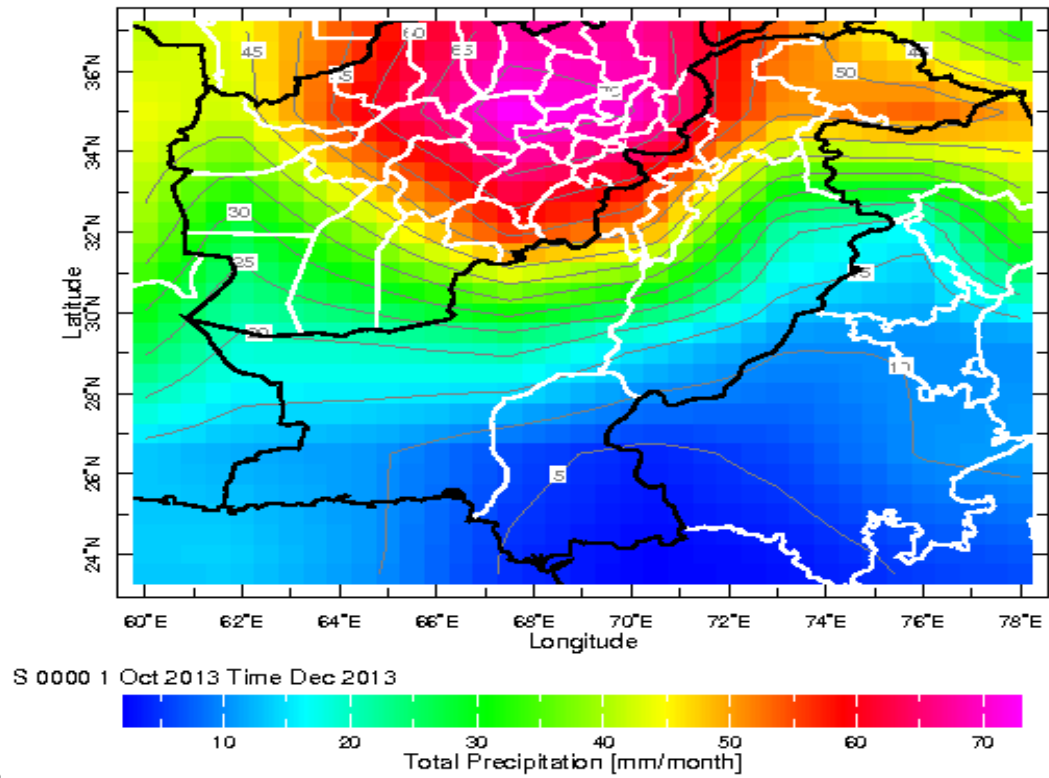 45
60
65
45
50
70
36°N
34°N
32°N
30°N
28°N
26°N
24°N
Latitude
30
25
20
10
5
60°E 62°E 64°E 66°E 68°E 70°E 72°E 74°E 76°E 78°E
Longitude
S 0000 1 Oct 2013 Time Dec 2013
10 20 30 40 50 60 70
Total Precipitation [mm/month]